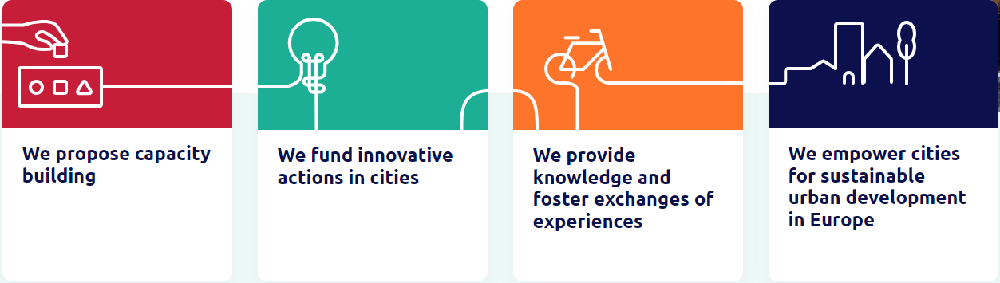 We propose capacity
building
We fund innovative
actions in cities
We provide
knowledge and
foster exchanges of
experiences
We empower cities
for sustainable
urban development
in Europe